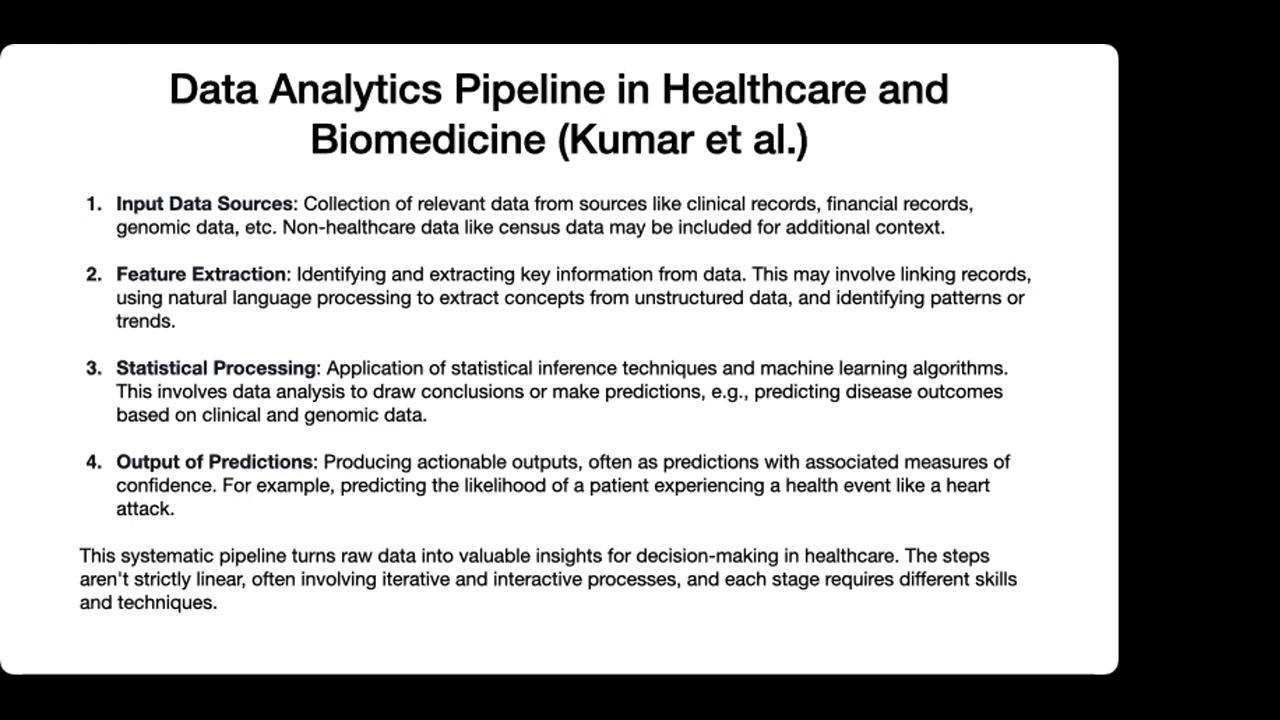 Data Analytics Pipeline in Healthcare and
Biomedicine (Kumar et al.)
1. Input Data Sources: Collection of relevant data from sources like clinical records, financial records,
genomic data, etc. Non-healthcare data like census data may be included for additional context.
2. Feature Extraction: Identifying and extracting key information from data. This may involve linking records,
using natural language processing to extract concepts from unstructured data, and identifying patterns or
trends.
3. Statistical Processing: Application of statistical inference techniques and machine learning algorithms.
This involves data analysis to draw conclusions or make predictions, e.g., predicting disease outcomes
based on clinical and genomic data.
4. Output of Predictions: Producing actionable outputs, often as predictions with associated measures of
confidence. For example, predicting the likelihood of a patient experiencing a health event like a heart
attack.
This systematic pipeline turns raw data into valuable insights for decision-making in healthcare. The steps
aren't strictly linear, often involving iterative and interactive processes, and each stage requires different skills
and techniques.